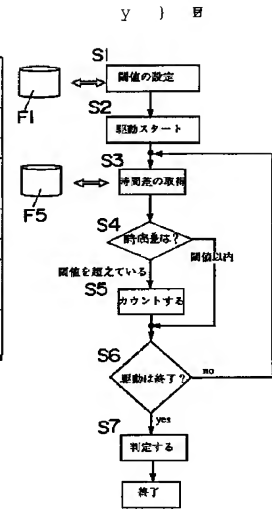 y }
S1
閾値の設定
F1
S2
駆動スタート
S3
時間差の取得
F5
S4
時間差は?
閾値以内
閾値を超えている
S5
カウントする
S6
駆動は終了?
no
yes
S7
判定する
終了